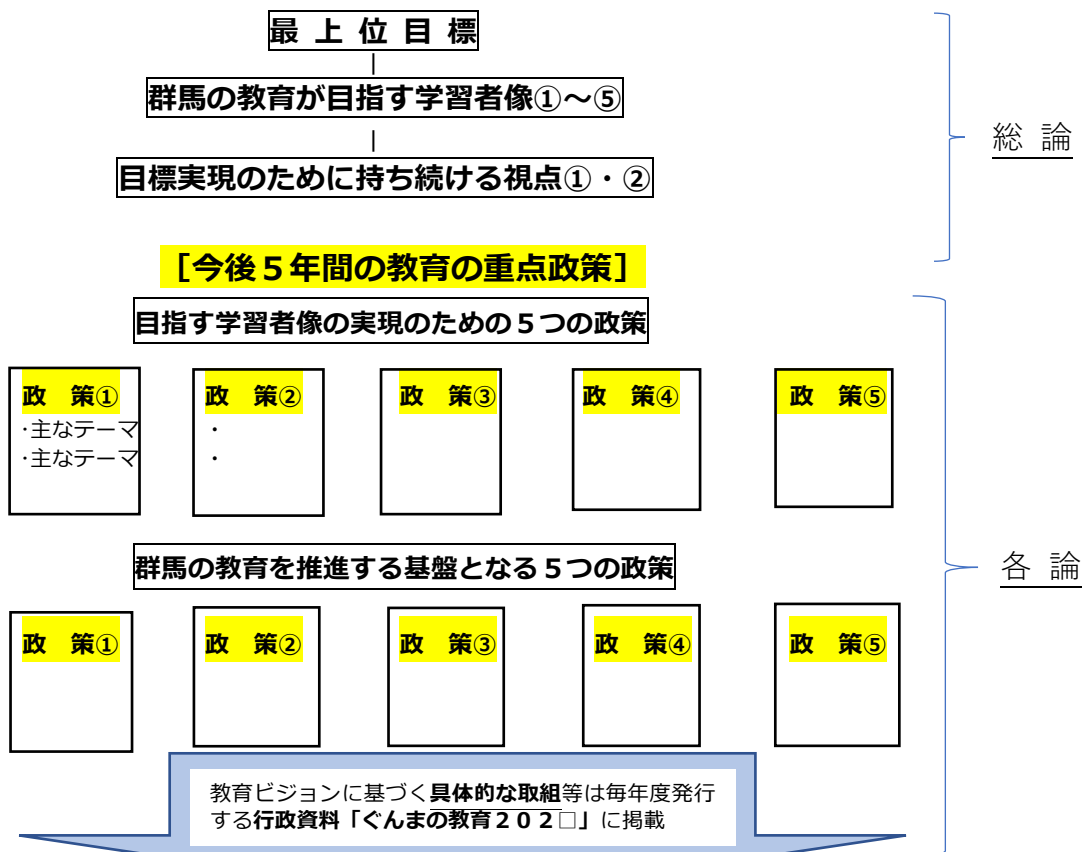 最 上 位 目 標
群馬の教育が目指す学習者像①～⑤
目標実現のために持ち続ける視点①・②
総 論
［今後５年間の教育の重点政策］
目指す学習者像の実現のための５つの政策
政　策①
・主なテーマ
・主なテーマ
政　策②
・
・
政　策③
政　策④
政　策⑤
群馬の教育を推進する基盤となる５つの政策
各 論
政　策①
政　策②
政　策③
政　策④
政　策⑤
教育ビジョンに基づく具体的な取組等は毎年度発行
する行政資料「ぐんまの教育２０２□」に掲載